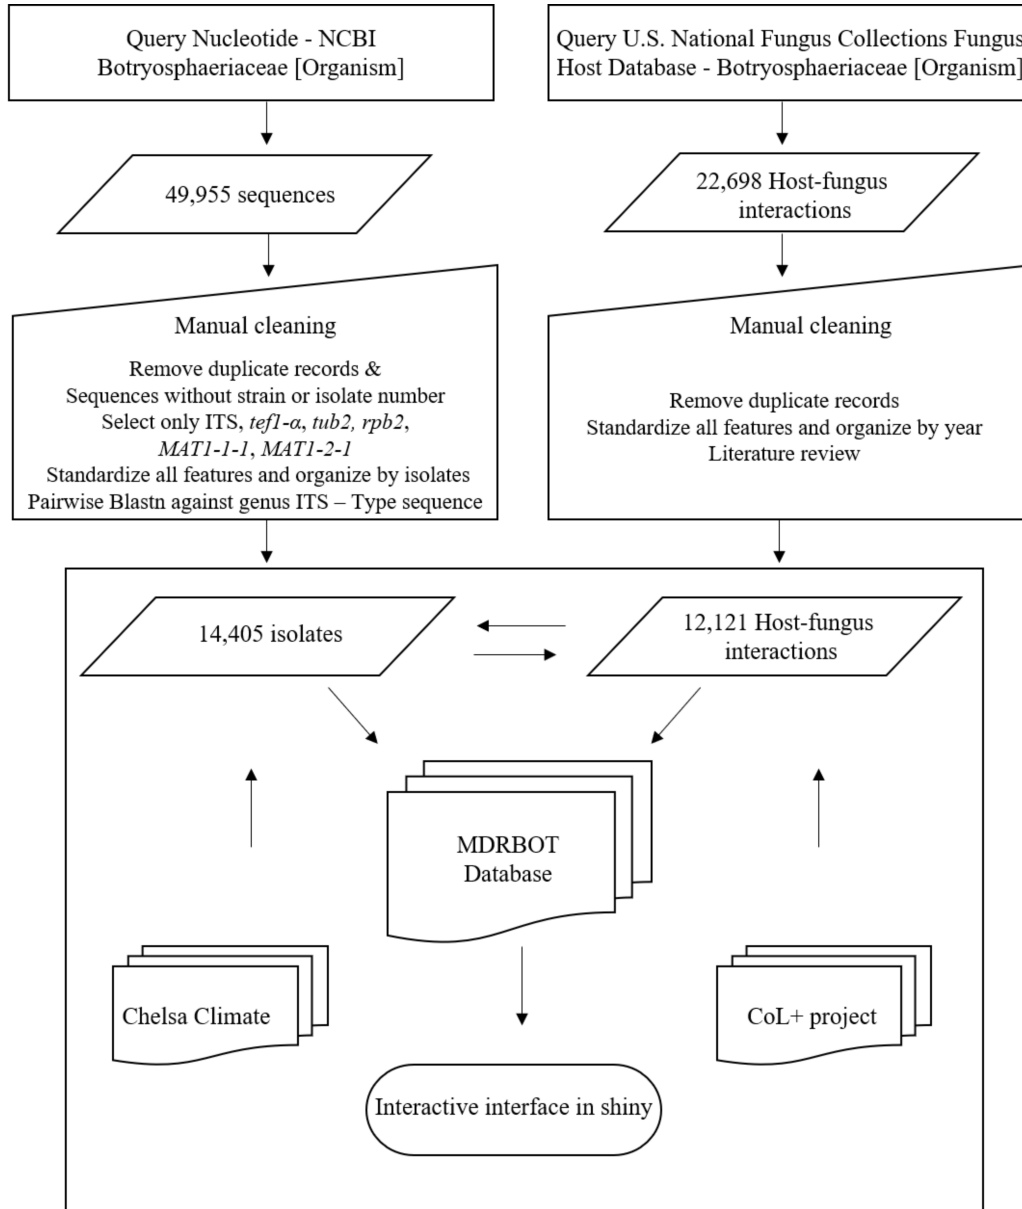 Query Nucleotide - NCBI
Botryosphaeriaceae [Organism]
Query U.S. National Fungus Collections Fungus
Host Database - Botryosphaeriaceae [Organism]
49,955 sequences
22,698 Host-fungus
interactions
Manual cleaning
Remove duplicate records &
Sequences without strain or isolate number
Select only ITS, tef1-α, tub2, rpb2,
MAT1-1-1, MAT1-2-1
Standardize all features and organize by isolates
Pairwise Blastn against genus ITS – Type sequence
Manual cleaning
Remove duplicate records
Standardize all features and organize by year
Literature review
14,405 isolates
12,121 Host-fungus
interactions
MDRBOT
Database
Chelsa Climate
CoL+ project
Interactive interface in shiny